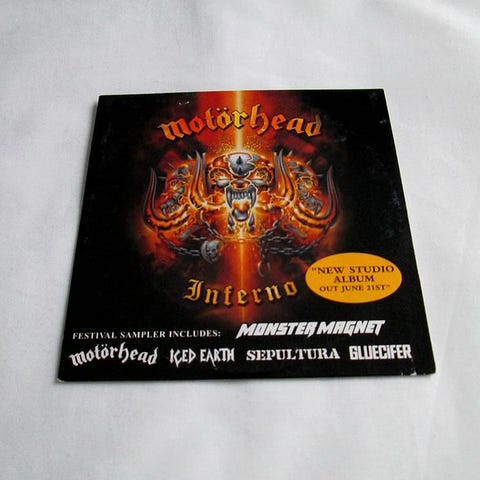 Motörhead
Inferno
"NEW STUDIO
ALBUM
OUT JUNE 21ST"
FESTIVAL SAMPLER INCLUDES: MONSTER MAGNET
motörhead ICED EARTH SEPULTURA GLUECIFER